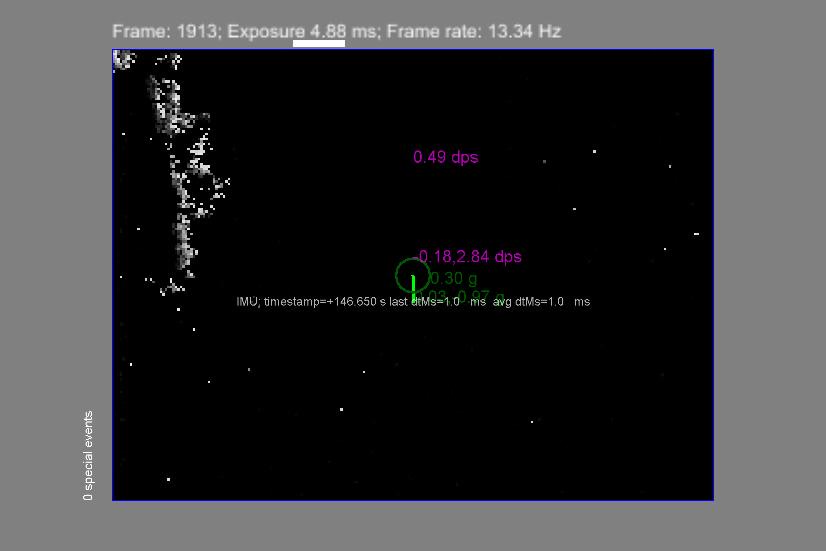 Frame: 1913; Exposure 4.88 ms; Frame rate: 13.34 Hz
0.49 dps
-0.18,2.84 dps
0.30 g
IMU; timestamp=+146.650 s last dtMs=1.0 ms avg dtMs=1.0 ms
0 special events